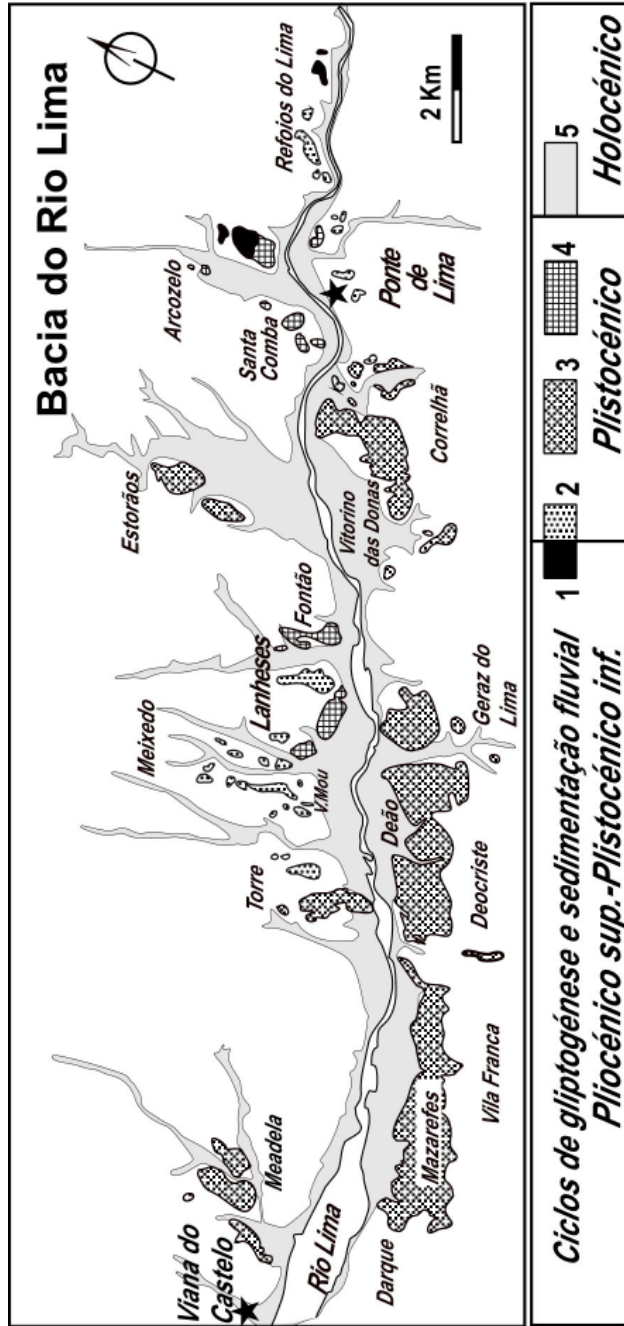 Bacia do Rio Lima
Viana do
Castelo
Meadela
Rio Lima
Darque
Mazarefes
Vila Franca
Torre
Deocriste
Deão
Meixedo
V.Mou
Lanheses
Fontão
Geraz do
Lima
Estorãos
Vitorino
das Donas
Correlhã
Arcozelo
Santa
Comba
Ponte
de
Lima
Refoios do Lima
2 Km
Ciclos de gliptogénese e sedimentação fluvial
1
2
3
4
5
Pliocénico sup.-Plistocénico inf.
Plistocénico
Holocénico